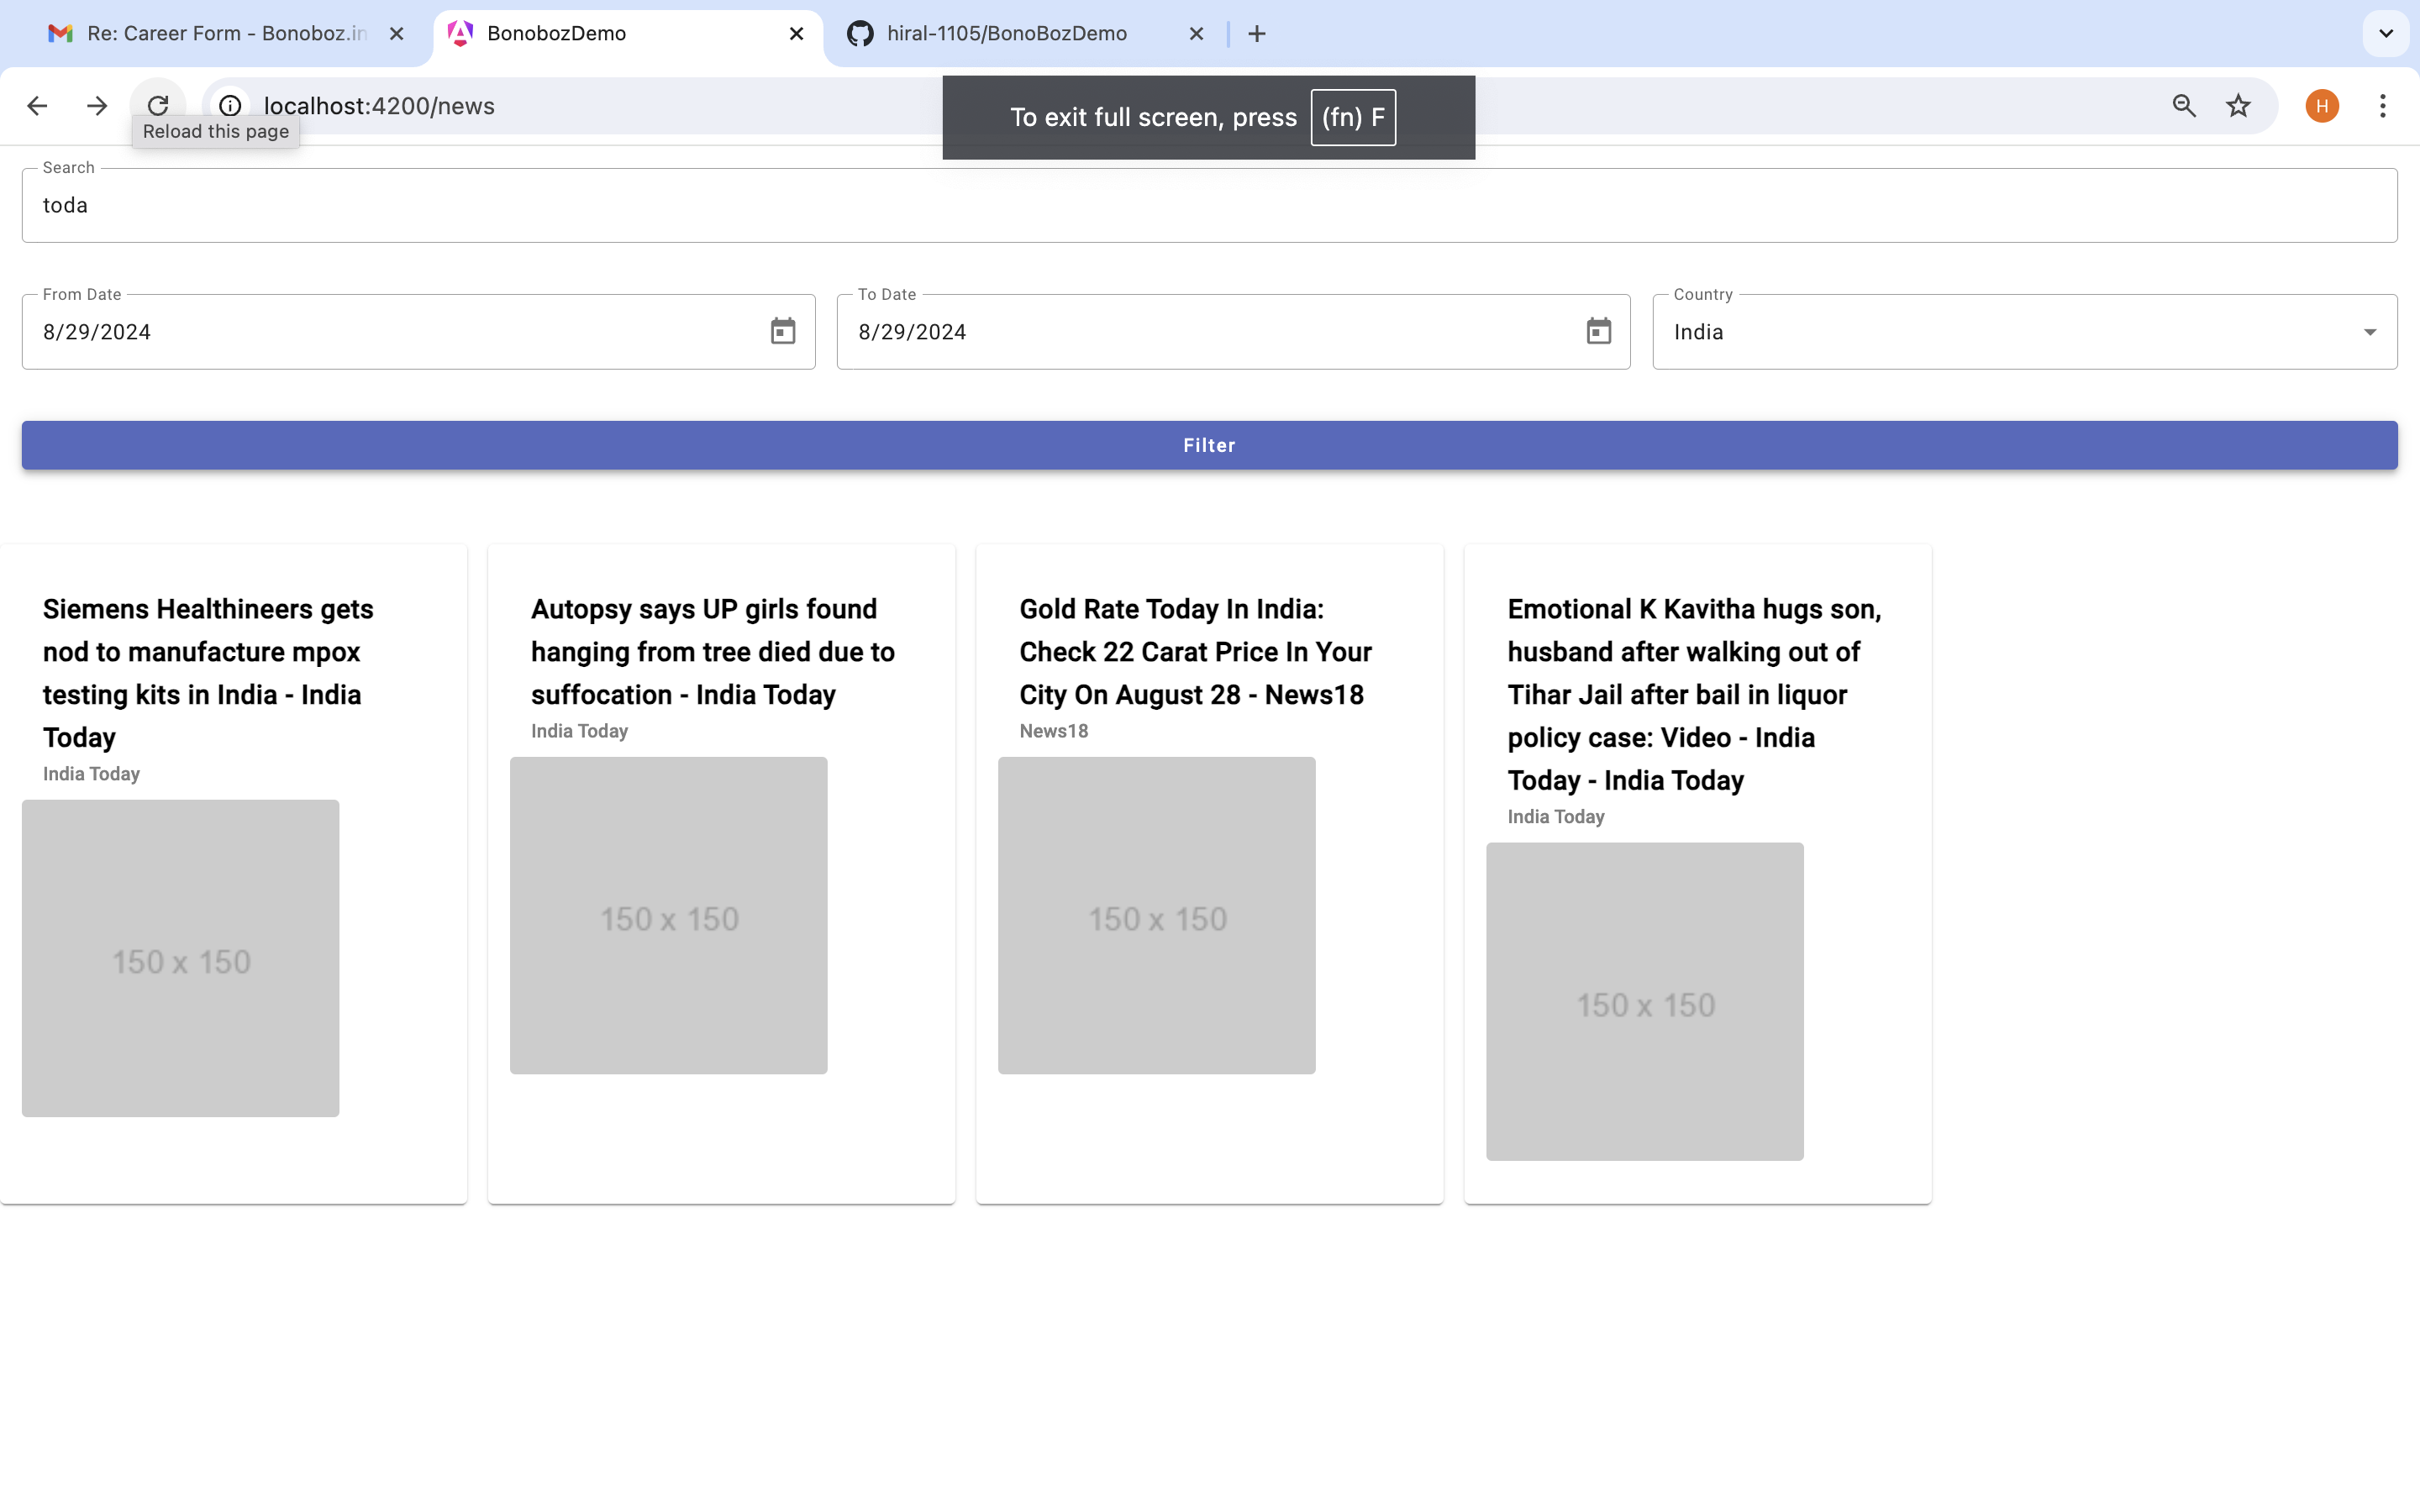 Re: Career Form - Bonoboz.in
BonobozDemo
hiral-1105/BonoBozDemo
localhost:4200/news
To exit full screen, press (fn) F
H
Reload this page
Search
toda
From Date
8/29/2024
To Date
8/29/2024
Country
India
Filter
Siemens Healthineers gets
nod to manufacture mpox
testing kits in India - India
Today
India Today
150 x 150
Autopsy says UP girls found
hanging from tree died due to
suffocation - India Today
India Today
150 x 150
Gold Rate Today In India:
Check 22 Carat Price In Your
City On August 28 - News18
News18
150 x 150
Emotional K Kavitha hugs son,
husband after walking out of
Tihar Jail after bail in liquor
policy case: Video - India
Today - India Today
India Today
150 x 150